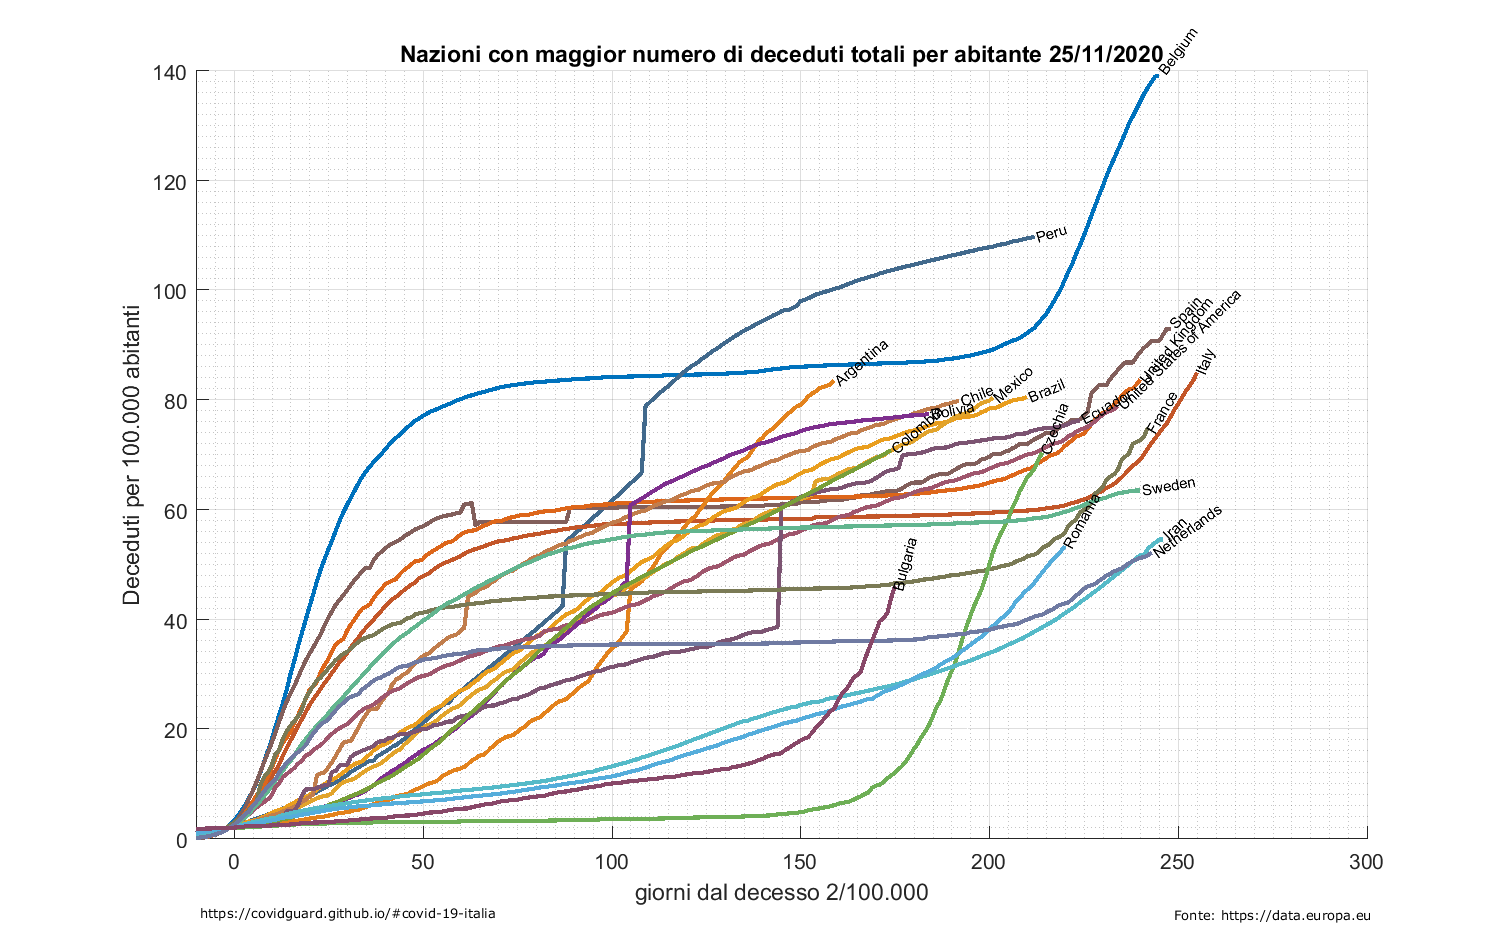 Nazioni con maggior numero di deceduti totali per abitante 25/11/2020
Belgium
140
120
Peru
100
Spain
United Kingdom
United States of America
Argentina
Italy
80
Chile
Mexico
Brazil
Bolivia
Colombia
Ecuador
Czechia
France
60
Sweden
Romania
Iran
Netherlands
Bulgaria
40
20
0
Deceduti per 100.000 abitanti
0 50 100 150 200 250 300
giorni dal decesso 2/100.000
https://covidguard.github.io/#covid-19-italia
Fonte: https://data.europa.eu